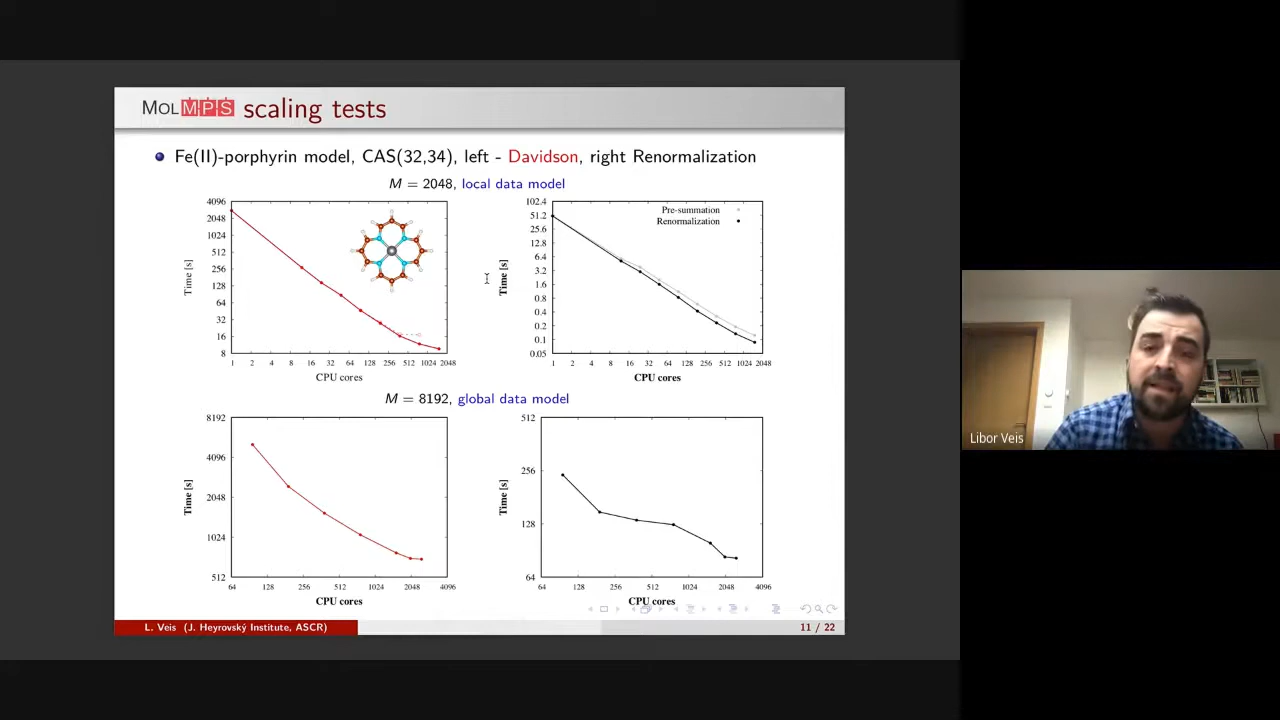 MOLMPS scaling tests
Fe(II)-porphyrin model, CAS(32,34), left - Davidson, right Renormalization
M = 2048, local data model
4096
2048
1024
512
256
128
64
32
16
8
Time [s]
1 2 4 8 16 32 64 128 256 512 1024 2048
CPU cores
102.4
51.2
25.6
12.8
6.4
3.2
1.6
0.8
0.4
0.2
0.1
0.05
Time [s]
Pre-summation
Renormalization
1 2 4 8 16 32 64 128 256 512 1024 2048
CPU cores
M = 8192, global data model
8192
4096
2048
1024
512
Time [s]
64 128 256 512 1024 2048 4096
CPU cores
512
256
128
64
Time [s]
64 128 256 512 1024 2048 4096
CPU cores
L. Veis (J. Heyrovský Institute, ASCR)
11 / 22
Libor Veis